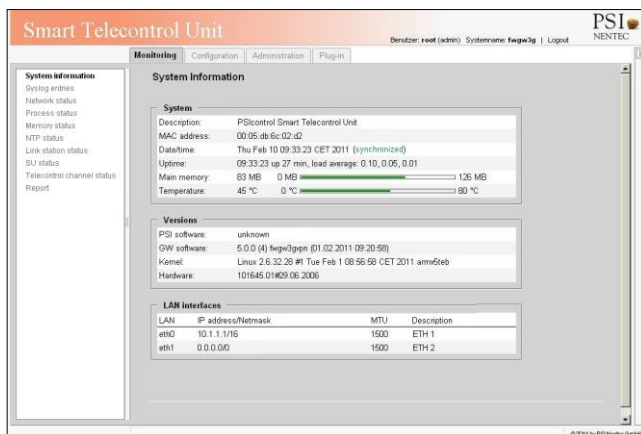 Smart Telecontrol Unit
PSI
NENTEC
Benutzer: root (admin) Systemname: fwgw3g | Logout
Monitoring Configuration Administration Plug-in
System information
Syslog entries
Network status
Process status
Memory status
NTP status
Link station status
SU status
Telecontrol channel status
Report
System Information
System
Description: PSIcontrol Smart Telecontrol Unit
MAC address: 00:05:db:6c:02:d2
Date/time: Thu Feb 10 09:33:23 CET 2011 (synchronized)
Uptime: 09:33:23 up 27 min, load average: 0.10, 0.05, 0.01
Main memory: 83 MB 0 MB 126 MB
Temperature: 45 °C 0 °C 80 °C
Versions
PSI software: unknown
GW software: 5.0.0 (4) fwgw3gvpn (01.02.2011 09:20:58)
Kernel: Linux 2.6.32.28 #1 Tue Feb 1 08:56:58 CET 2011 armv5teb
Hardware: 101645.01#29.06.2006
LAN interfaces
LAN IP address/Netmask MTU Description
eth0 10.1.1.1/16 1500 ETH 1
eth1 0.0.0.0/0 1500 ETH 2